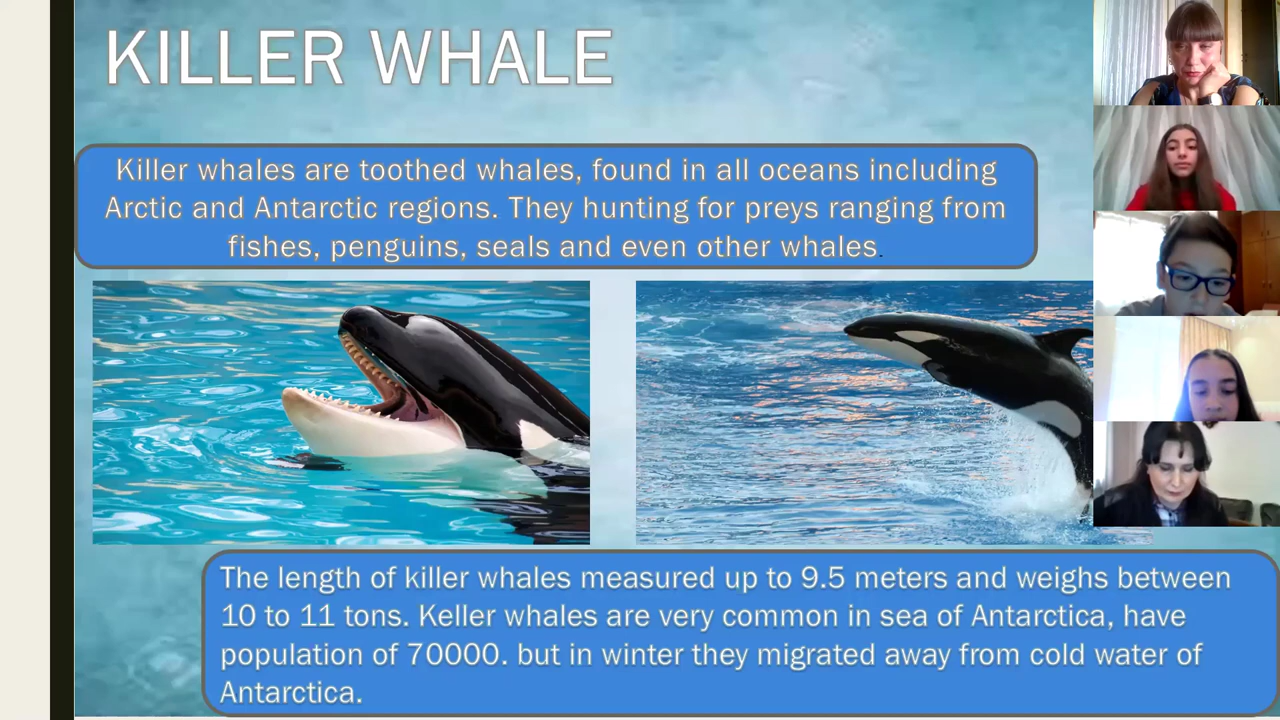 KILLER WHALE
Killer whales are toothed whales, found in all oceans including
Arctic and Antarctic regions. They hunting for preys ranging from
fishes, penguins, seals and even other whales.
The length of killer whales measured up to 9.5 meters and weighs between
10 to 11 tons. Keller whales are very common in sea of Antarctica, have
population of 70000. but in winter they migrated away from cold water of
Antarctica.